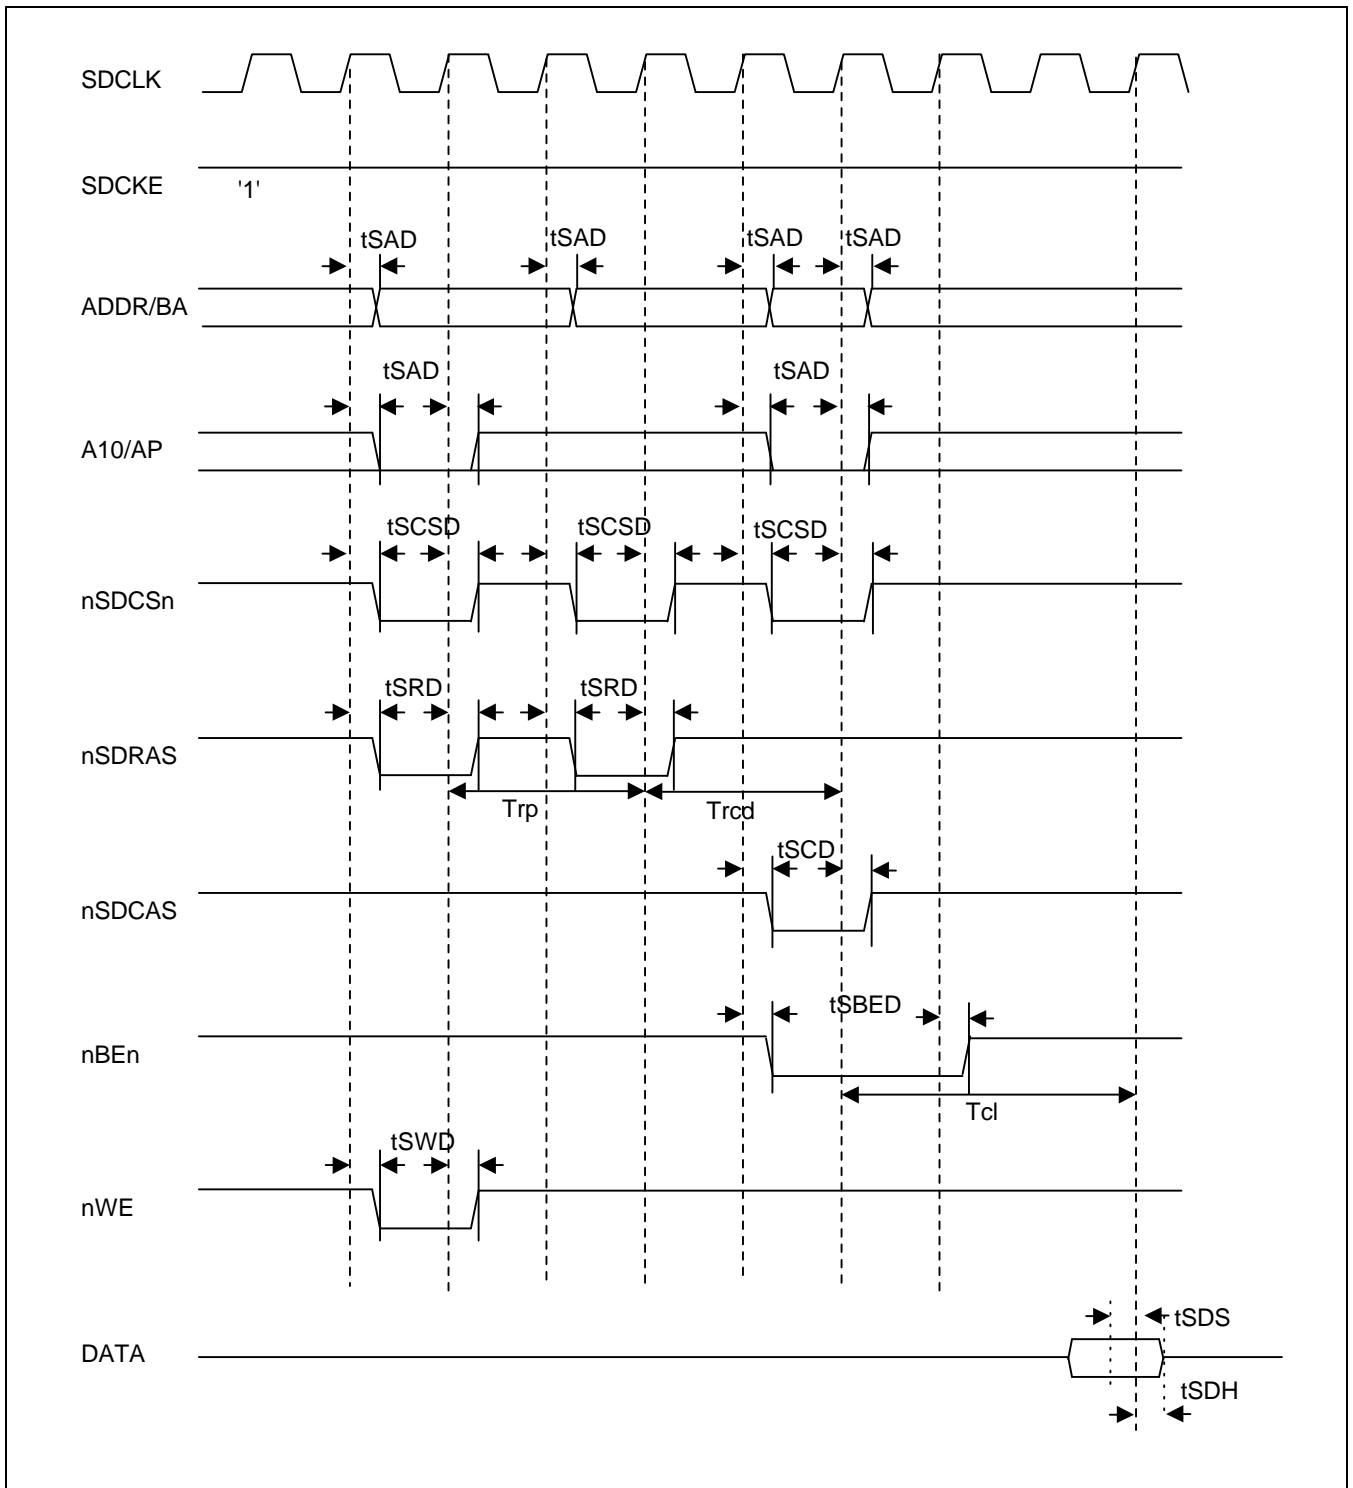 SDCLK
SDCKE '1'
tSAD tSAD tSAD tSAD
ADDR/BA
tSAD tSAD
A10/AP
tSCSD tSCSD tSCSD
nSDCSn
tSRD tSRD
nSDRAS
Trp Trcd
tSCD
nSDCAS
tSBED
nBEn
Tcl
tSWD
nWE
tSDS
DATA
tSDH